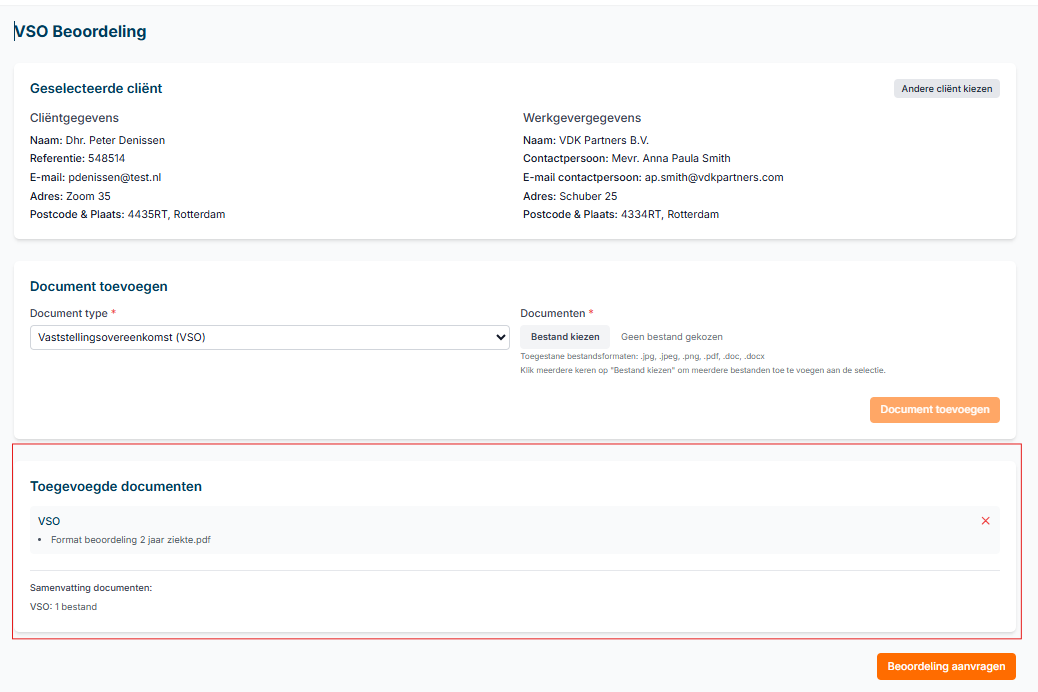 VSO Beoordeling
Geselecteerde cliënt
Andere cliënt kiezen
Cliëntgegevens
Naam: Dhr. Peter Denissen
Referentie: 548514
E-mail: pdenissen@test.nl
Adres: Zoom 35
Postcode & Plaats: 4435RT, Rotterdam
Werkgevergegevens
Naam: VDK Partners B.V.
Contactpersoon: Mevr. Anna Paula Smith
E-mail contactpersoon: ap.smith@vdkpartners.com
Adres: Schuber 25
Postcode & Plaats: 4334RT, Rotterdam
Document toevoegen
Document type *
Vaststellingsovereenkomst (VSO)
Documenten *
Bestand kiezen Geen bestand gekozen
Toegestane bestandsformaten: .jpg, .jpeg, .png, .pdf, .doc, .docx
Klik meerdere keren op "Bestand kiezen" om meerdere bestanden toe te voegen aan de selectie.
Document toevoegen
Toegevoegde documenten
VSO
• Format beoordeling 2 jaar ziekte.pdf
Samenvatting documenten:
VSO: 1 bestand
Beoordeling aanvragen